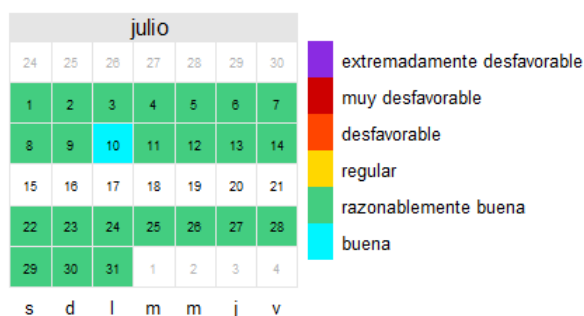 julio
24 25 26 27 28 29 30
1 2 3 4 5 6 7
8 9 10 11 12 13 14
15 16 17 18 19 20 21
22 23 24 25 26 27 28
29 30 31 1 2 3 4
s d l m m j v
extremadamente desfavorable
muy desfavorable
desfavorable
regular
razonablemente buena
buena